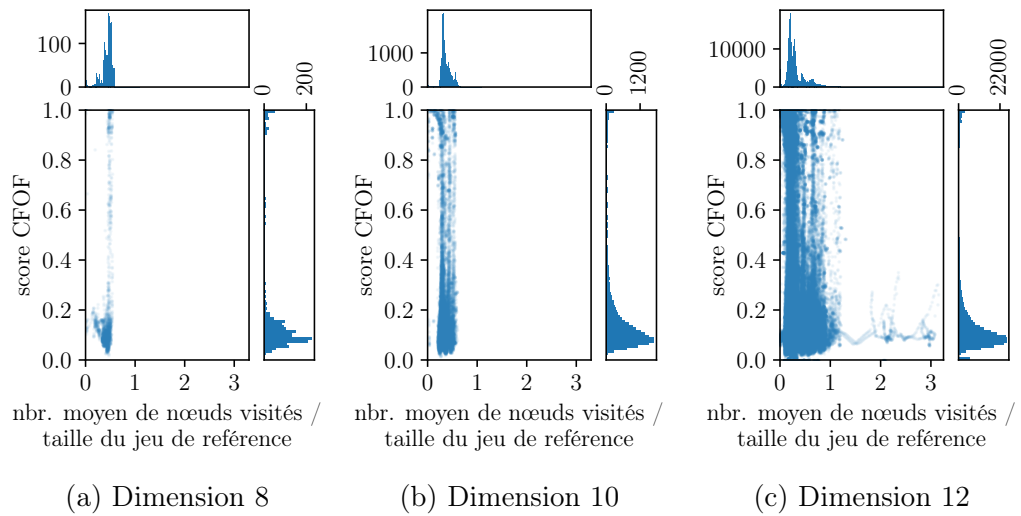 100
0
0
200
1.0
0.8
0.6
0.4
0.2
0.0
score CFOF
0 1 2 3
nbr. moyen de nœuds visités /
taille du jeu de reférence
(a) Dimension 8
1000
0
0
1200
1.0
0.8
0.6
0.4
0.2
0.0
score CFOF
0 1 2 3
nbr. moyen de nœuds visités /
taille du jeu de reférence
(b) Dimension 10
10000
0
0
22000
1.0
0.8
0.6
0.4
0.2
0.0
score CFOF
0 1 2 3
nbr. moyen de nœuds visités /
taille du jeu de reférence
(c) Dimension 12